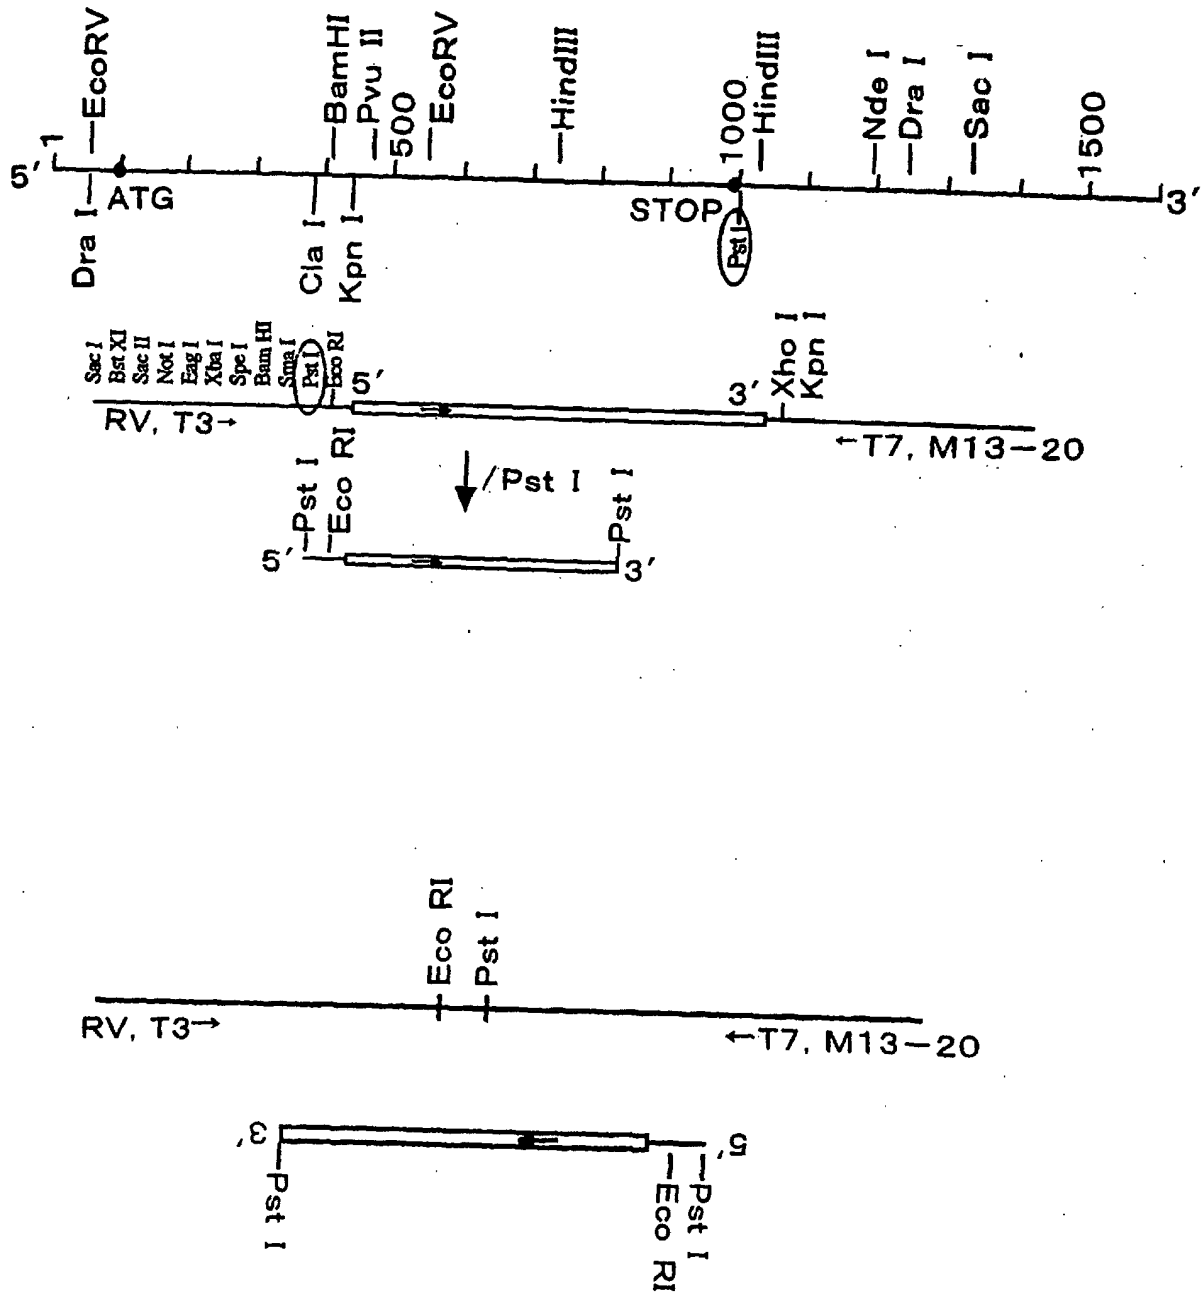 EcoRV
BamHI
Pvu II
EcoRV
HindIII
HindIII
Nde I
Dra I
Sac I
1
500
1000
1500
5′
3′
ATG
STOP
Dra I
Cla I
Kpn I
Pst I
Sac I
Bst XI
Sac II
Not I
Eag I
Xba I
Spe I
Bam HI
Sma I
Pst I
Eco RI
5′
3′
Xho I
Kpn I
RV, T3→
←T7, M13−20
/Pst I
Pst I
Eco RI
Pst I
5′
3′
Eco RI
Pst I
RV, T3→
←T7, M13−20
3′
5′
Pst I
Eco RI
Pst I